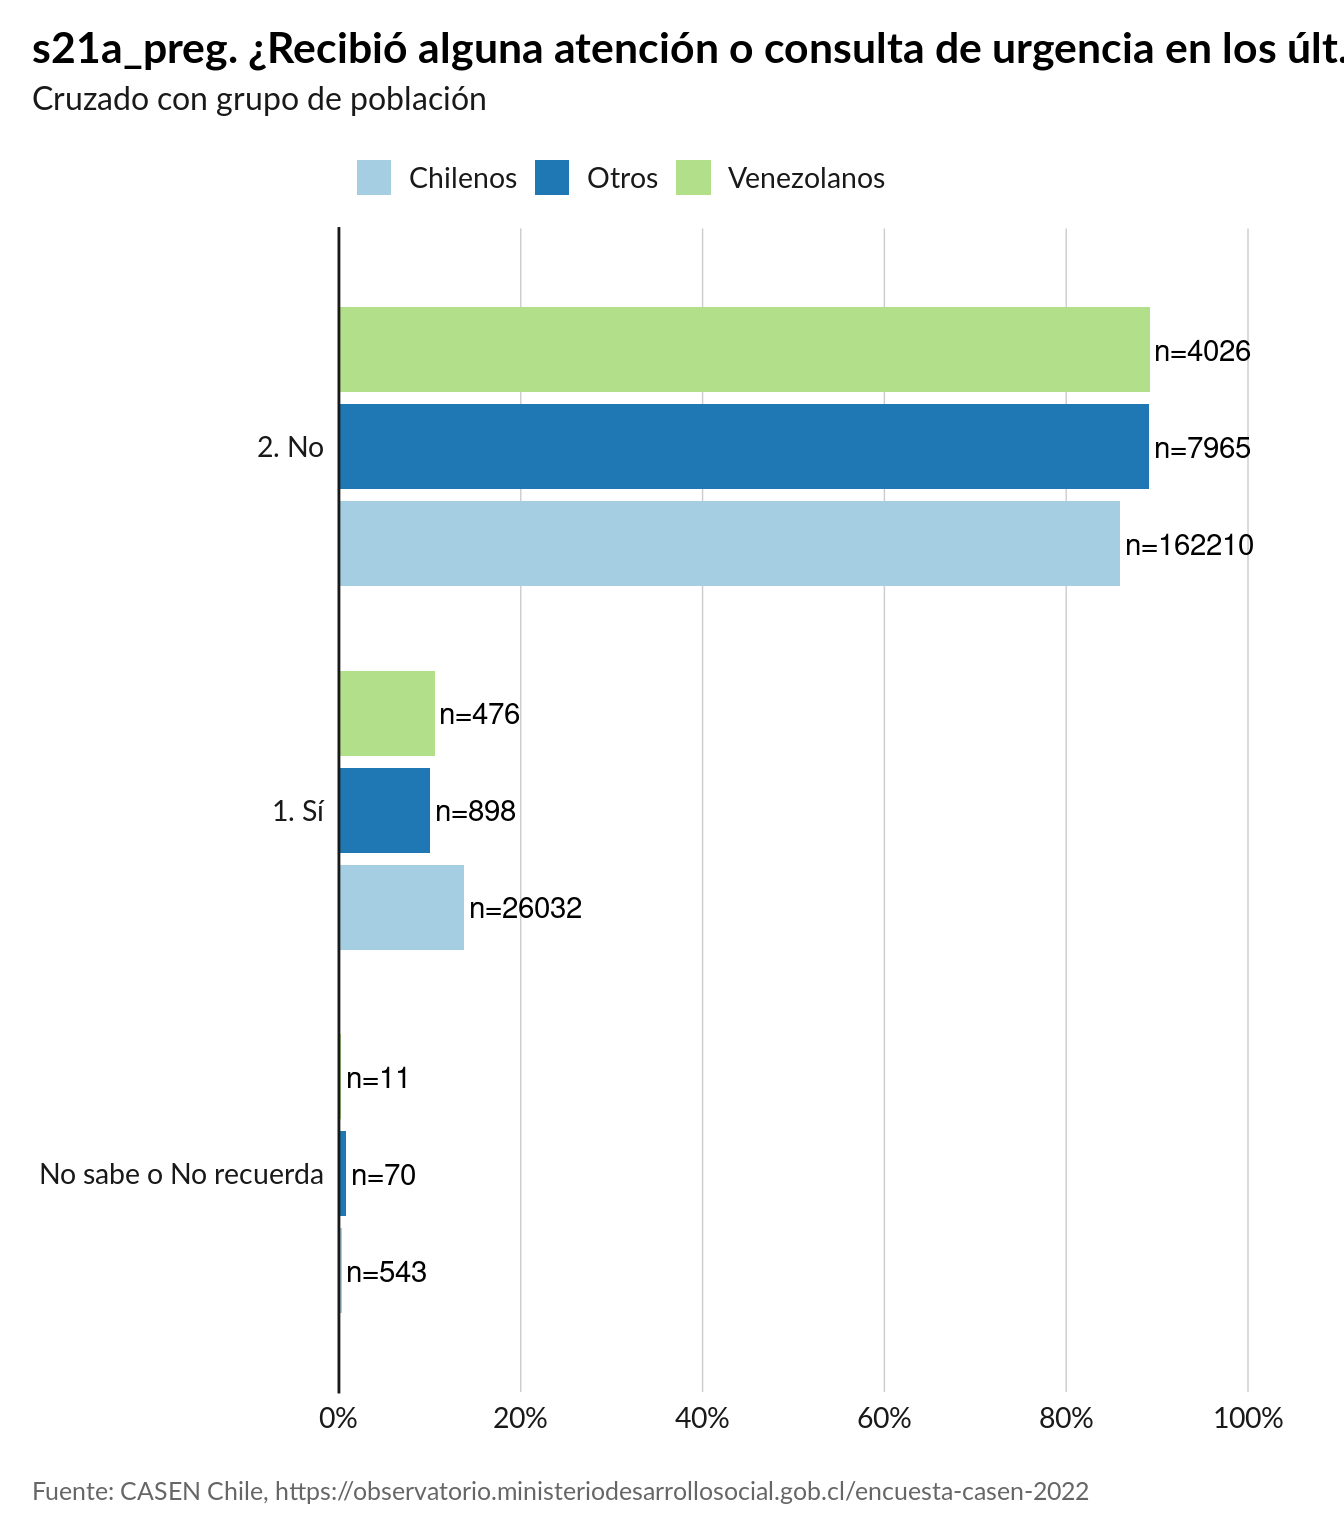 s21a_preg. ¿Recibió alguna atención o consulta de urgencia en los últ.
Cruzado con grupo de población
Chilenos Otros Venezolanos
n=4026
2. No n=7965
n=162210
n=476
1. Sí n=898
n=26032
n=11
No sabe o No recuerda n=70
n=543
0% 20% 40% 60% 80% 100%
Fuente: CASEN Chile, https://observatorio.ministeriodesarrollosocial.gob.cl/encuesta-casen-2022